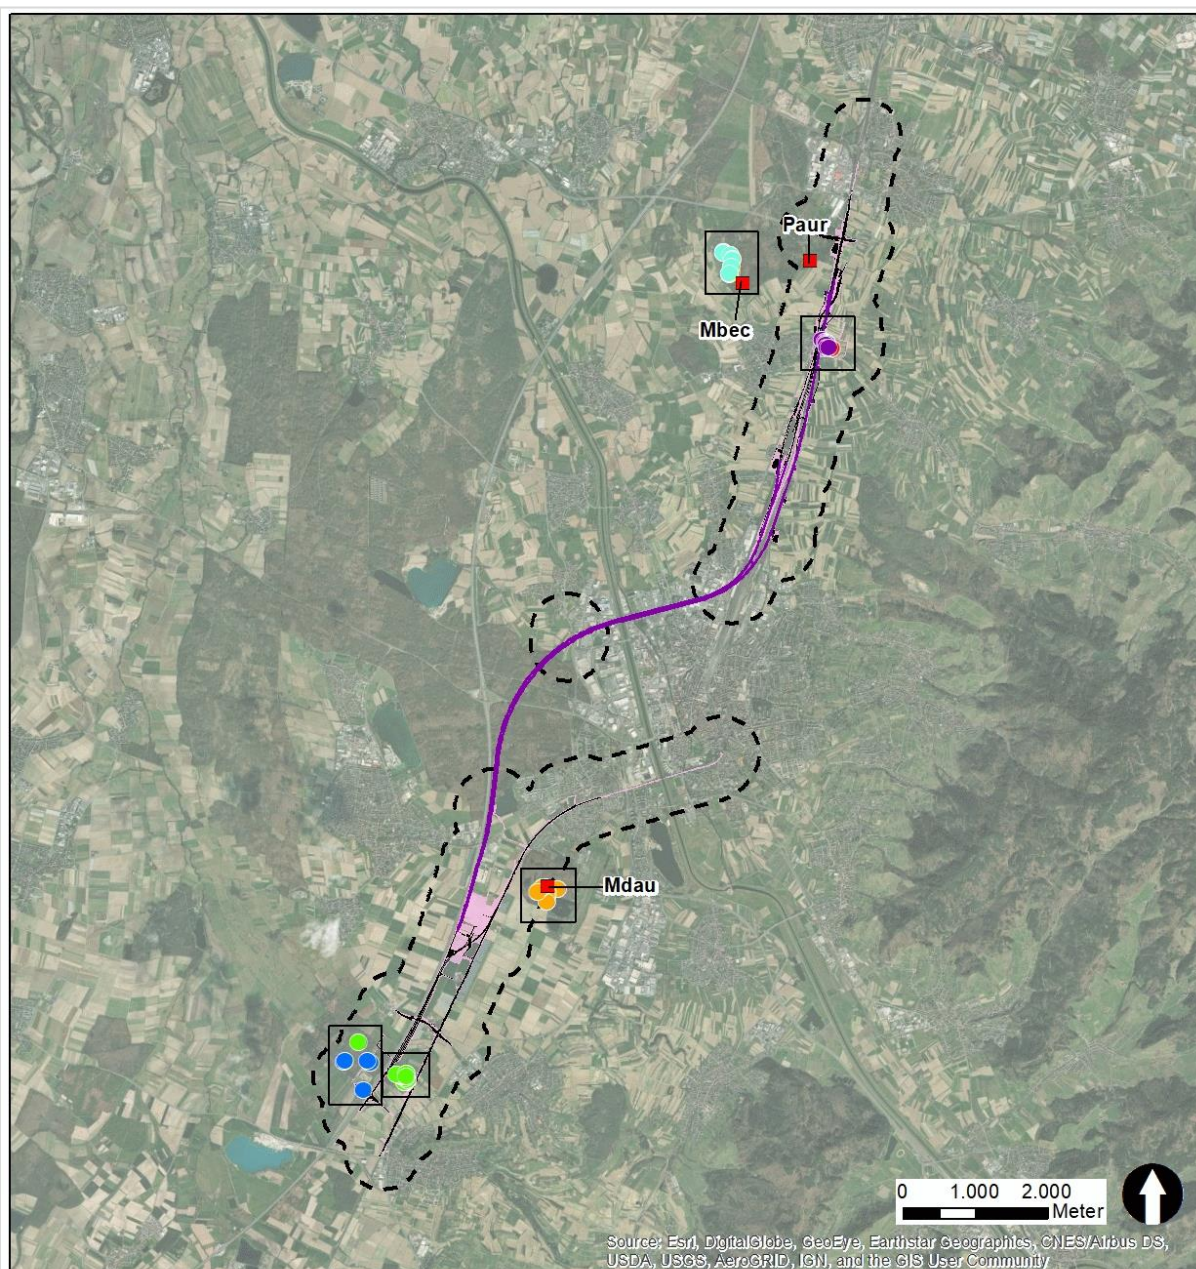 Paur
Mbec
Mdau
0 1.000 2.000
Meter
Source: Esri, DigitalGlobe, GeoEye, Earthstar Geographics, CNES/Airbus DS,
USDA, USGS, AeroGRID, IGN, and the GIS User Community